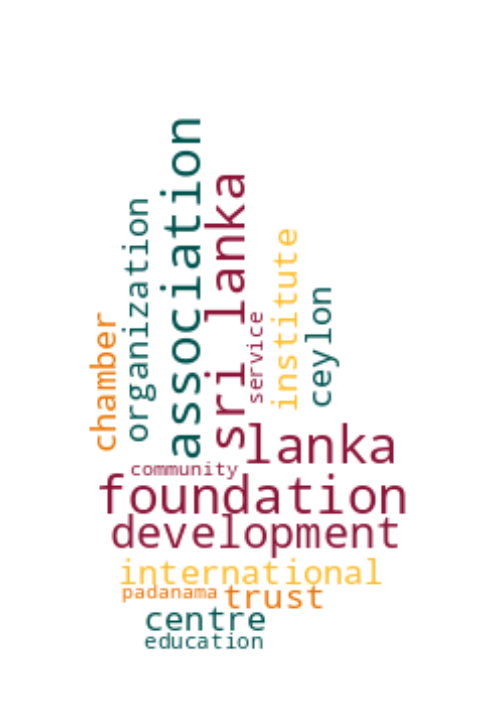 chamber
organization
association
sri lanka
service
institute
ceylon
lanka
community
foundation
development
international
padanama
trust
centre
education